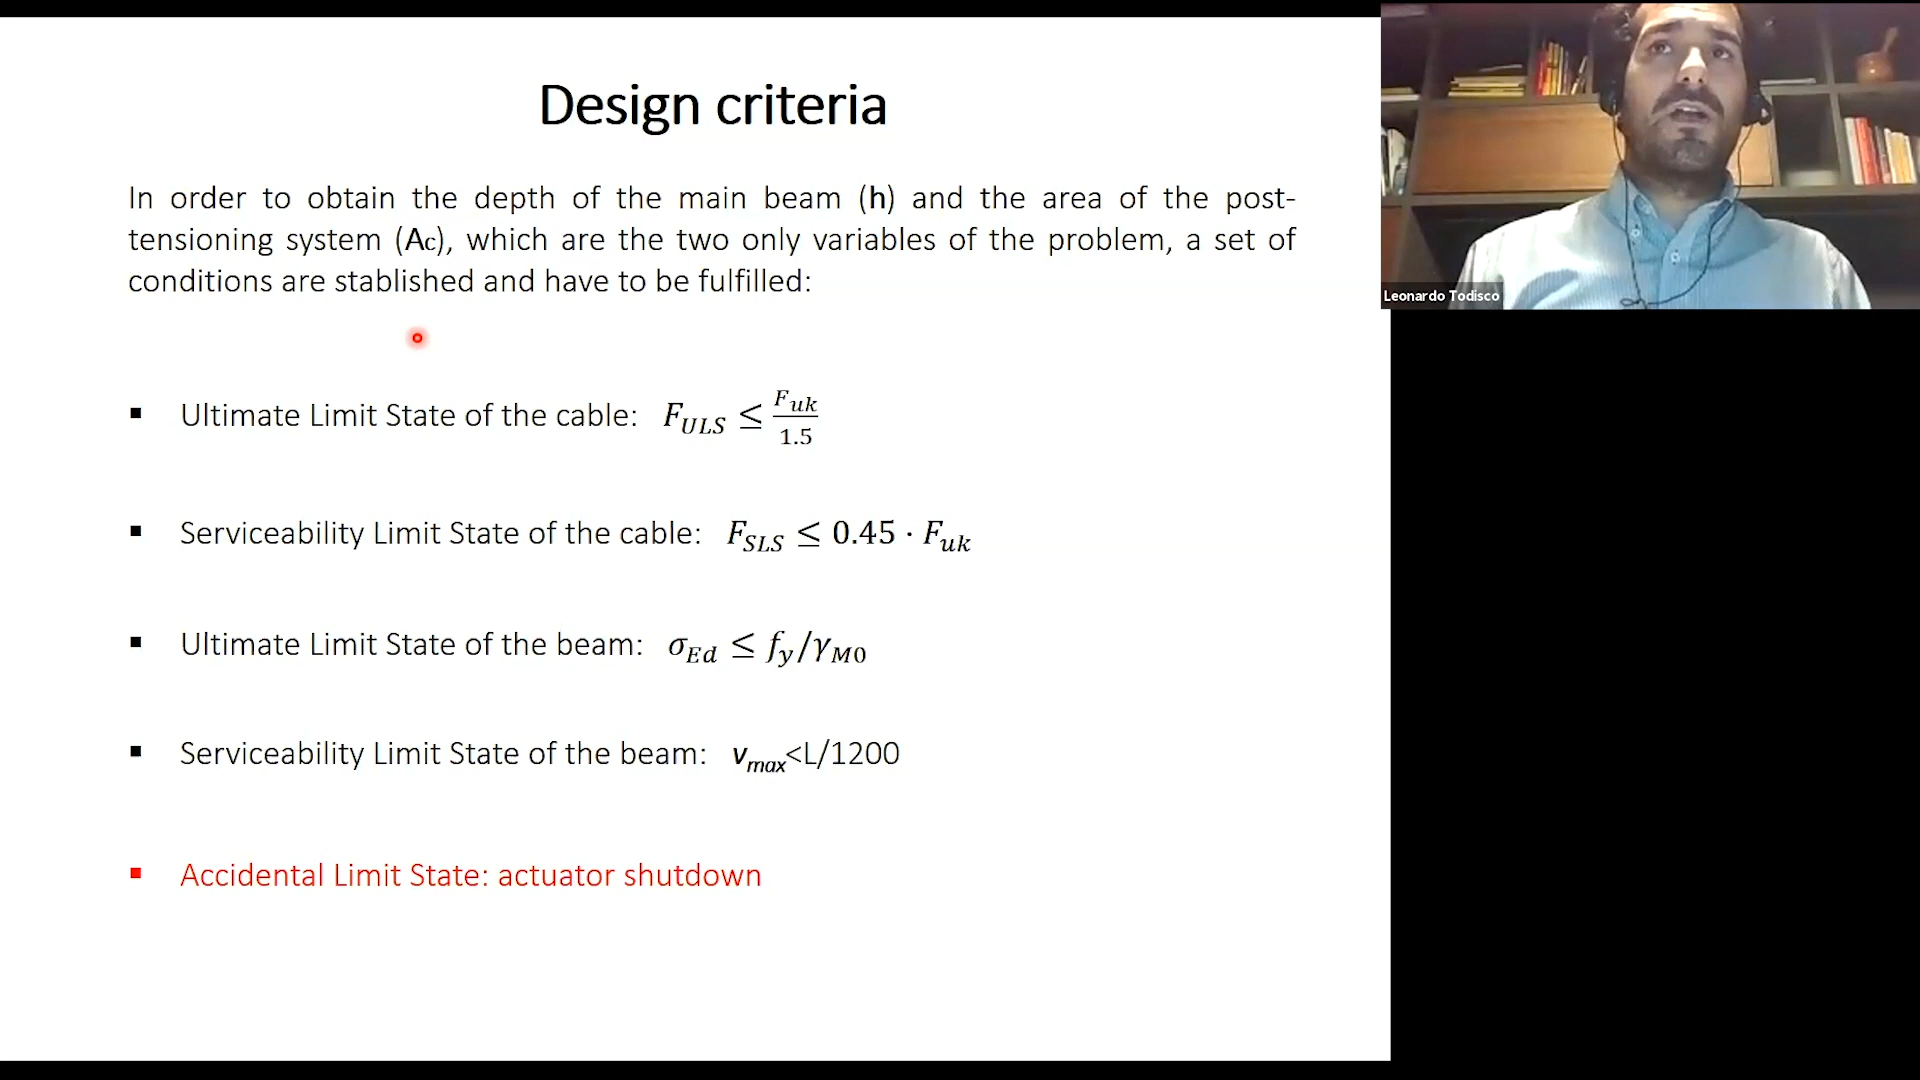 Design criteria
In order to obtain the depth of the main beam (h) and the area of the post-
tensioning system (Ac), which are the two only variables of the problem, a set of
conditions are stablished and have to be fulfilled:
▪ Ultimate Limit State of the cable: F_ULS ≤ F_uk/1.5
▪ Serviceability Limit State of the cable: F_SLS ≤ 0.45 · F_uk
▪ Ultimate Limit State of the beam: σ_Ed ≤ f_y/γ_M0
▪ Serviceability Limit State of the beam: v_max<L/1200
▪ Accidental Limit State: actuator shutdown
Leonardo Todisco